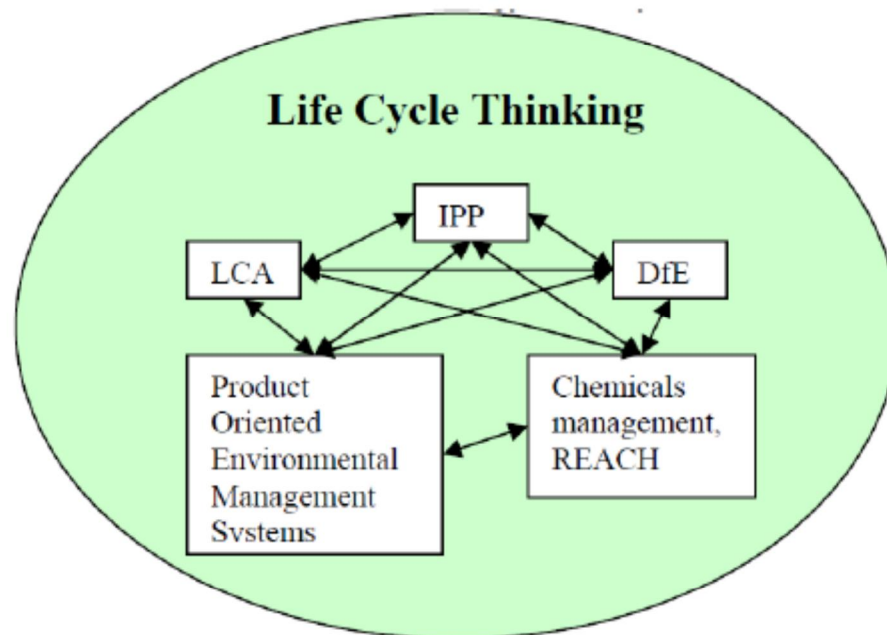 Life Cycle Thinking
IPP
LCA
DfE
Product
Oriented
Environmental
Management
Systems
Chemicals
management,
REACH